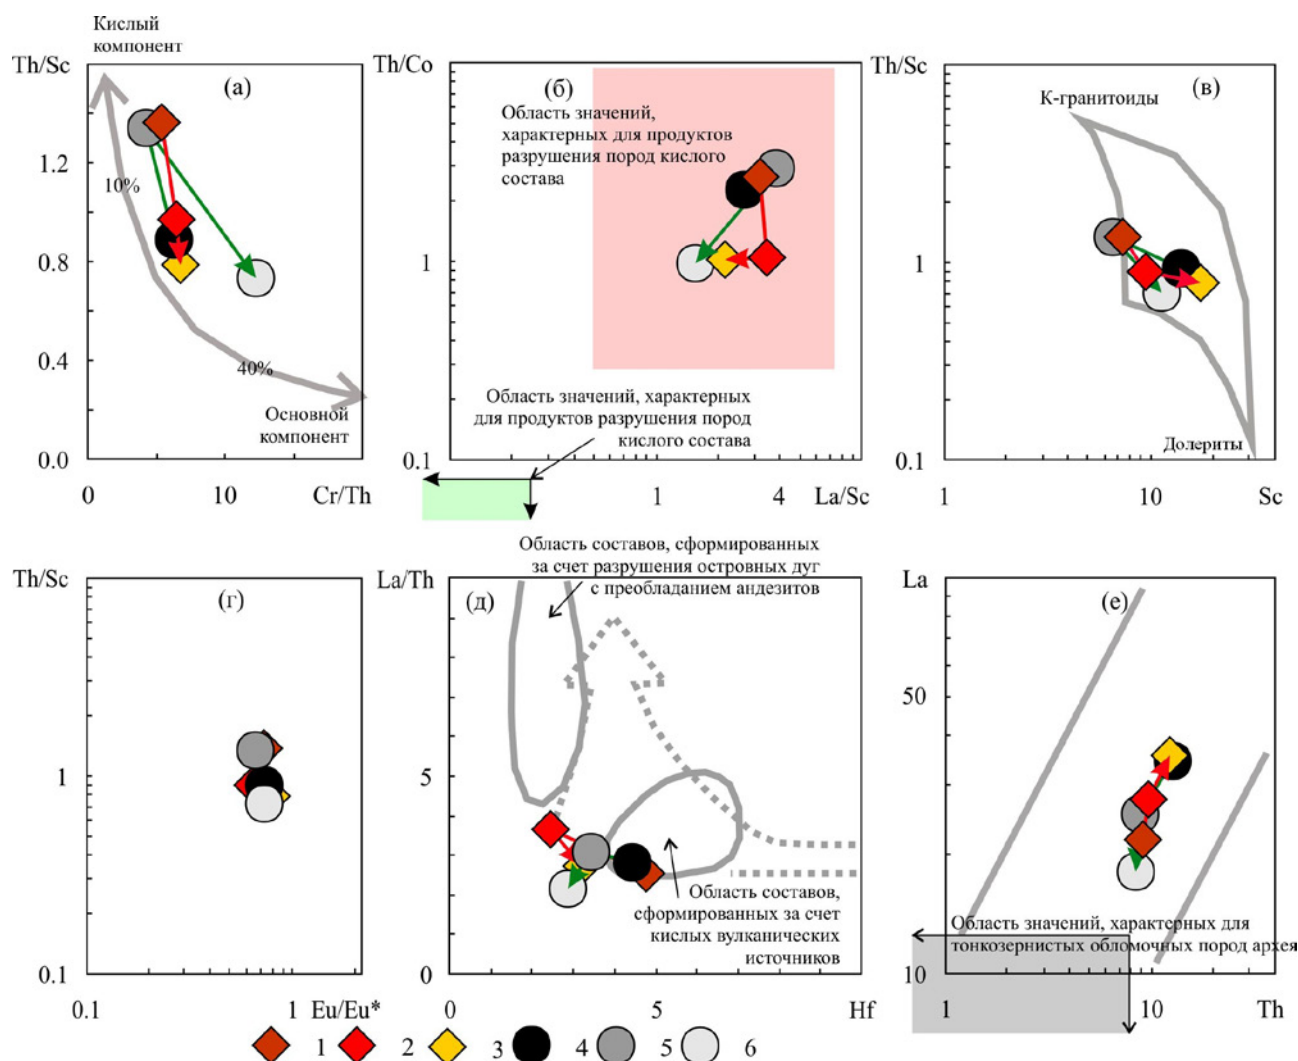 Кислый
компонент
Th/Sc
(а)
1.2
0.8
0.4
0.0
10%
40%
Основной
компонент
0
10
Cr/Th
Th/Co
(б)
Область значений,
характерных для продуктов
разрушения пород кислого
состава
1
Область значений, характерных
для продуктов разрушения пород
кислого состава
0.1
1
4
La/Sc
Th/Sc
(в)
К-гранитоиды
1
Долериты
0.1
1
10
Sc
Th/Sc
(г)
1
0.1
0.1
1
Eu/Eu*
La/Th
(д)
Область составов, сформированных
за счет разрушения островных дуг
с преобладанием андезитов
5
Область составов,
сформированных за счет
кислых вулканических
источников
0
0
5
Hf
La
(е)
50
Область значений, характерных для
тонкозернистых обломочных пород архея
10
1
10
Th
1
2
3
4
5
6